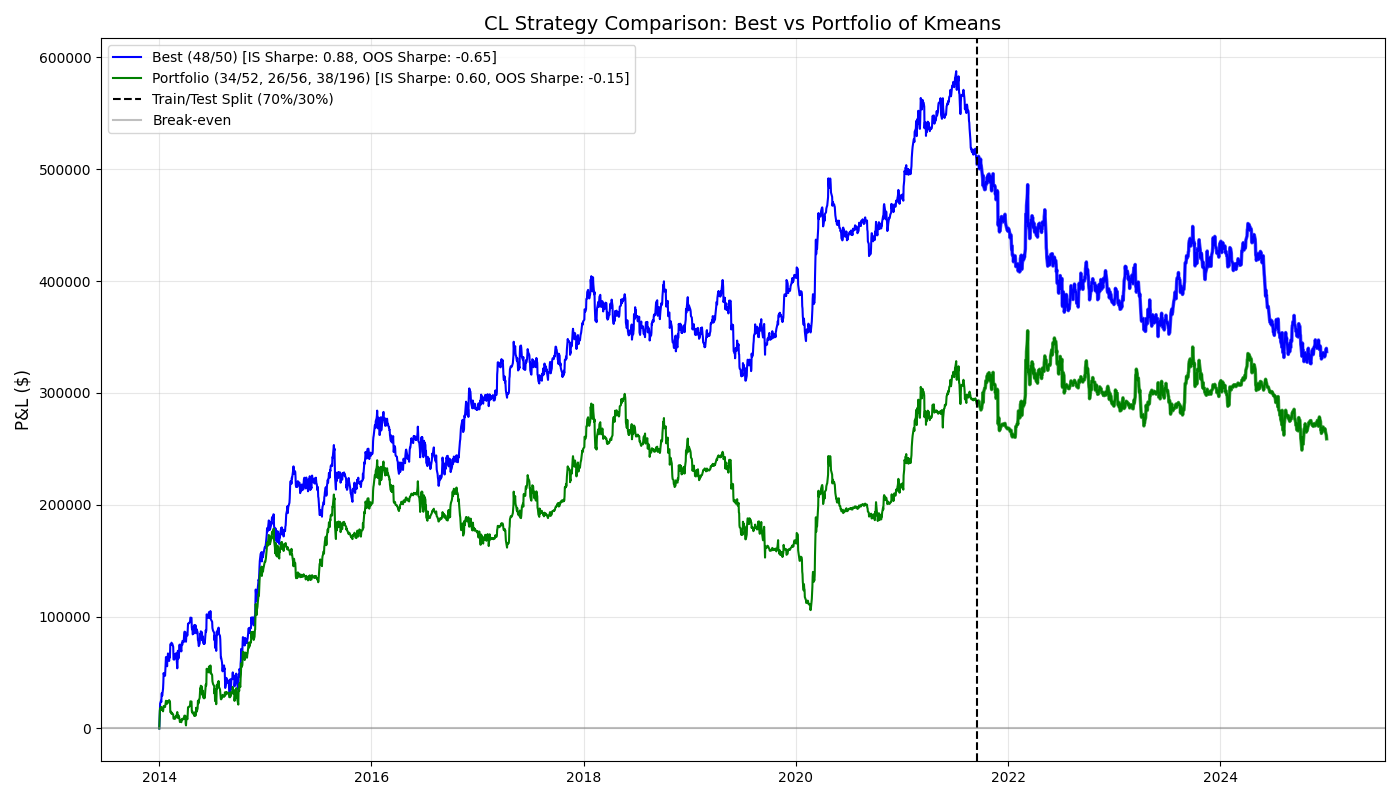 CL Strategy Comparison: Best vs Portfolio of Kmeans
Best (48/50) [IS Sharpe: 0.88, OOS Sharpe: -0.65]
Portfolio (34/52, 26/56, 38/196) [IS Sharpe: 0.60, OOS Sharpe: -0.15]
Train/Test Split (70%/30%)
Break-even
P&L ($)
600000
500000
400000
300000
200000
100000
0
2014
2016
2018
2020
2022
2024